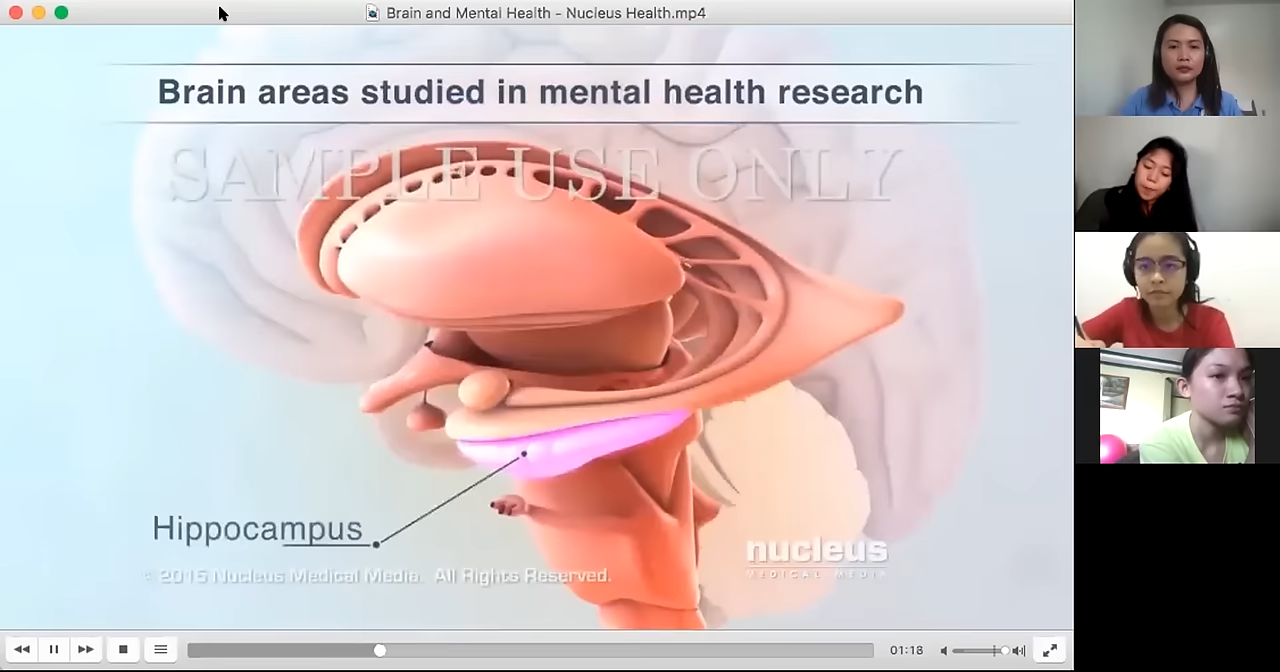 Brain and Mental Health - Nucleus Health.mp4
Brain areas studied in mental health research
SAMPLE USE ONLY
Hippocampus
© 2015 Nucleus Medical Media. All Rights Reserved.
nucleus
MEDICAL MEDIA
01:18